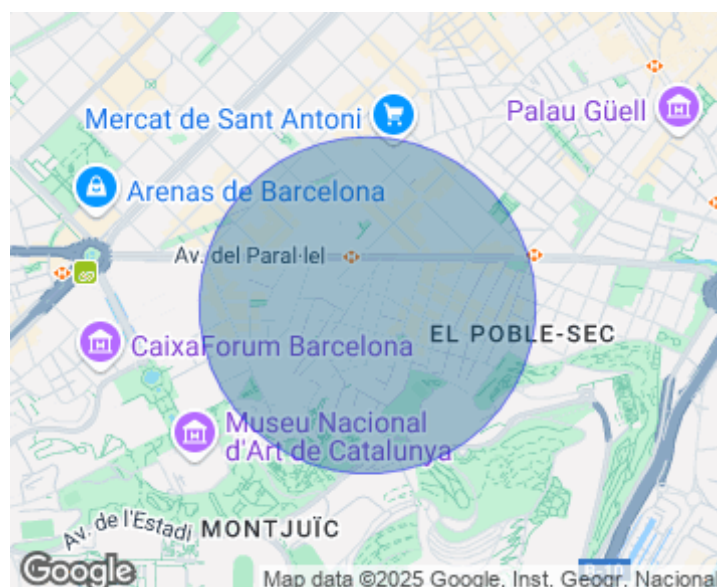 Palau Güell
Mercat de Sant Antoni
Arenas de Barcelona
Av. del Paral·lel
EL POBLE-SEC
CaixaForum Barcelona
Museu Nacional
d'Art de Catalunya
Av. de l'Estadi
MONTJUÏC
B-10
Google
Map data ©2025 Google, Inst. Geogr. Nacional